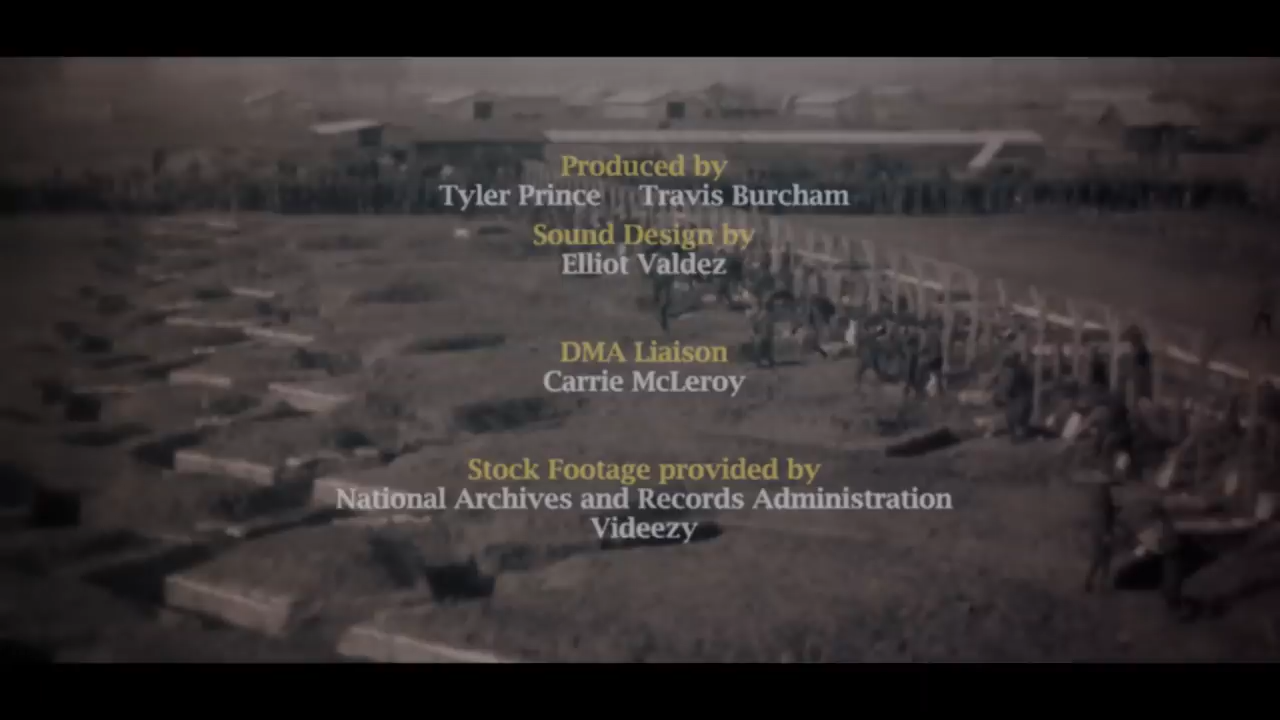 Produced by
Tyler Prince Travis Burcham
Sound Design by
Elliot Valdez
DMA Liaison
Carrie McLeroy
Stock Footage provided by
National Archives and Records Administration
Videezy